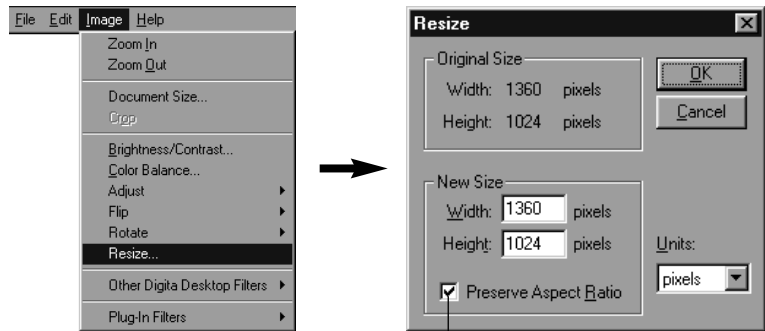 File Edit Image Help
Zoom In
Zoom Out
Document Size...
Crop
Brightness/Contrast...
Color Balance...
Adjust
Flip
Rotate
Resize...
Other Digita Desktop Filters
Plug-In Filters
Resize
Original Size
Width: 1360 pixels
Height: 1024 pixels
OK
Cancel
New Size
Width: 1360 pixels
Height: 1024 pixels
Preserve Aspect Ratio
Units:
pixels